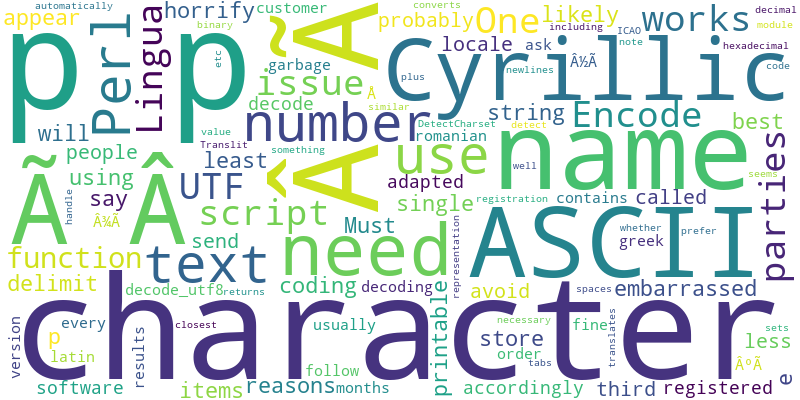 automatically
horrify
customer
appear
binary
Perl
Lingua
p
p
Ã
Â
garbage
etc
issue
decode
probably
One
likely
works
decimal
converts
including
module
locale
ask
ICAO
note
hexadecimal
Cyrillic
plus
newlines
Â½Ã
code
Å
similar
number
string
Encode
best
will
value
Translit
people
least
something
DetectCharset
detect
romanian
use
name
well
seems
parties
Ã
Â
using
say
Â¾Ã
handle
UTF
script
Â
adapted
single
registration
contains
called
whether
prefer
greek
Must
send
function
text
need
ASCII
delimit
decode_utf8
returns
coding
decoding
representation
printable
avoid
spaces
embarrassed
character
version
every
closest
p
latin
results
usually
follow
store
necessary
fine
sets
order
tabs
translates
less
ÂºÃ
software
items
reasons
months
accordingly
third
registered
e